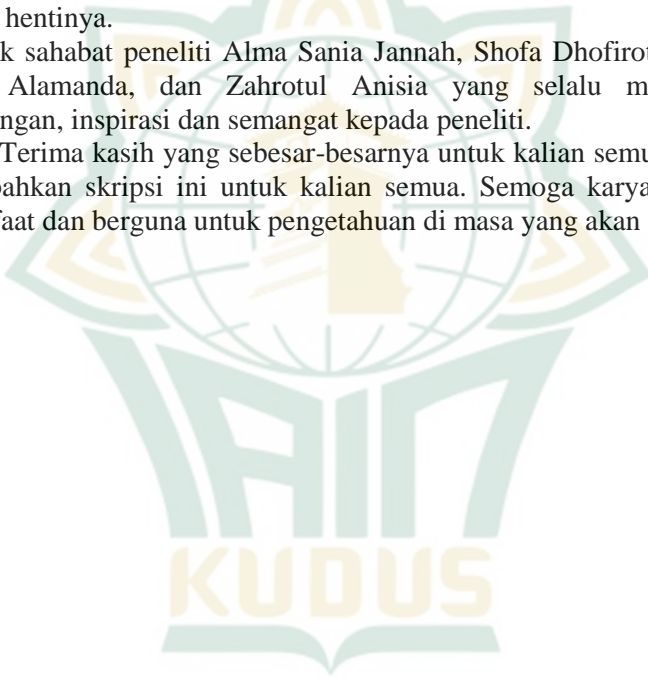 hentinya.
k sahabat peneliti Alma Sania Jannah, Shofa Dhofirot
Alamanda, dan Zahrotul Anisia yang selalu m
ngan, inspirasi dan semangat kepada peneliti.
Terima kasih yang sebesar-besarnya untuk kalian semu
bahkan skripsi ini untuk kalian semua. Semoga karya
faat dan berguna untuk pengetahuan di masa yang akan
IAIN
KUDUS